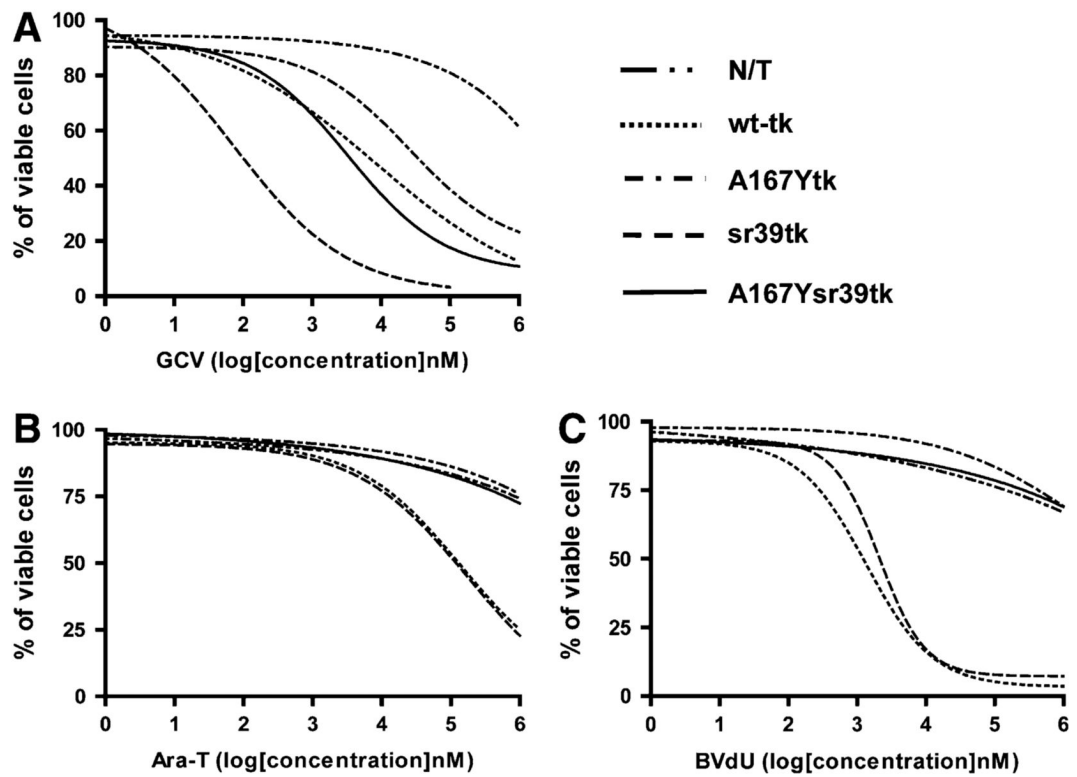 A
% of viable cells
100
80
60
40
20
0
0 1 2 3 4 5 6
GCV (log[concentration]nM)
N/T
wt-tk
A167Ytk
sr39tk
A167Ysr39tk
B
% of viable cells
100
75
50
25
0
0 1 2 3 4 5 6
Ara-T (log[concentration]nM)
C
% of viable cells
100
75
50
25
0
0 1 2 3 4 5 6
BVdU (log[concentration]nM)